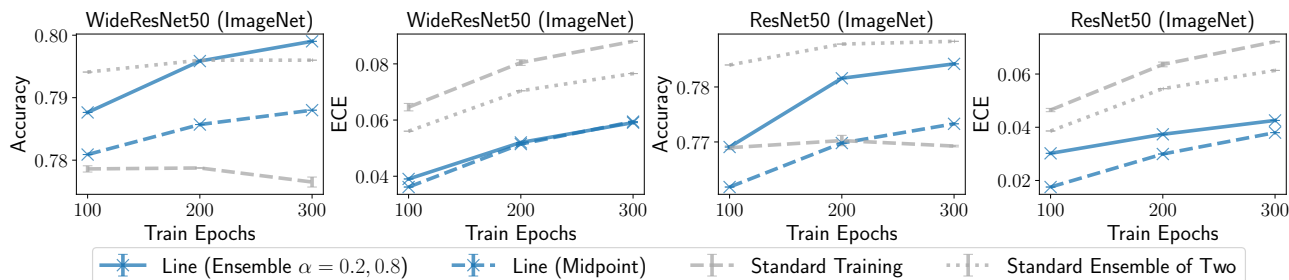 WideResNet50 (ImageNet)
Accuracy
0.80
0.79
0.78
100 200 300
Train Epochs
WideResNet50 (ImageNet)
ECE
0.08
0.06
0.04
100 200 300
Train Epochs
ResNet50 (ImageNet)
Accuracy
0.78
0.77
100 200 300
Train Epochs
ResNet50 (ImageNet)
ECE
0.06
0.04
0.02
100 200 300
Train Epochs
Line (Ensemble α = 0.2, 0.8) Line (Midpoint) Standard Training Standard Ensemble of Two